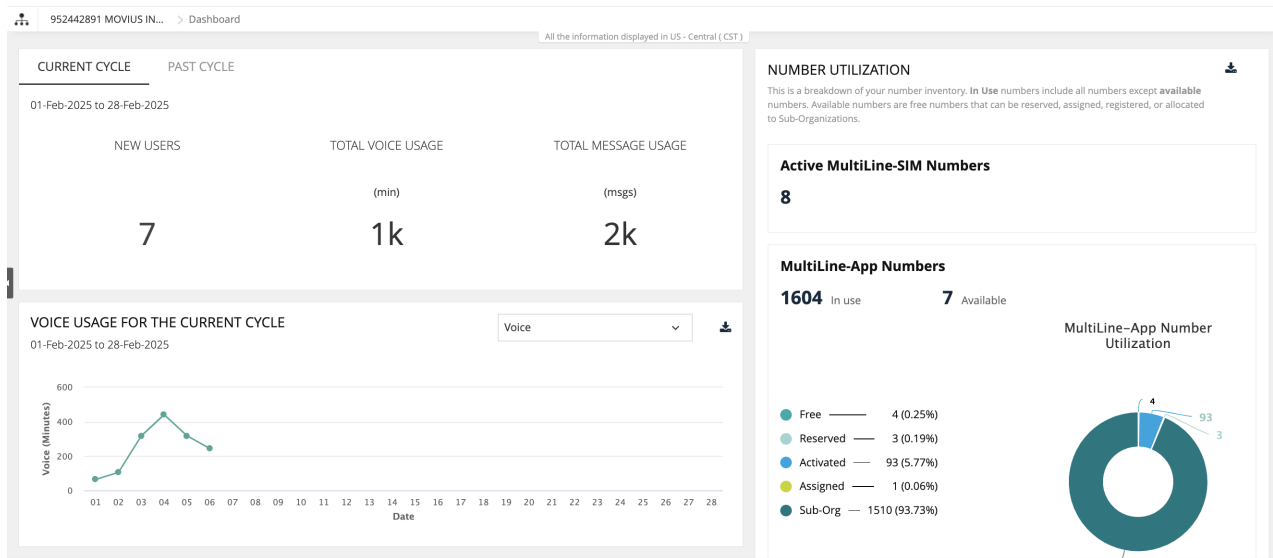 952442891 MOVIUS IN... > Dashboard
All the information displayed in US - Central ( CST )
CURRENT CYCLE PAST CYCLE
01-Feb-2025 to 28-Feb-2025
NEW USERS TOTAL VOICE USAGE TOTAL MESSAGE USAGE
(min) (msgs)
7 1k 2k
VOICE USAGE FOR THE CURRENT CYCLE
Voice
01-Feb-2025 to 28-Feb-2025
600
400
200
0
Voice (Minutes)
01 02 03 04 05 06 07 08 09 10 11 12 13 14 15 16 17 18 19 20 21 22 23 24 25 26 27 28
Date
NUMBER UTILIZATION
This is a breakdown of your number inventory. In Use numbers include all numbers except available
numbers. Available numbers are free numbers that can be reserved, assigned, registered, or allocated
to Sub-Organizations.
Active MultiLine-SIM Numbers
8
MultiLine-App Numbers
1604 In use 7 Available
MultiLine-App Number
Utilization
Free 4 (0.25%)
Reserved 3 (0.19%)
Activated 93 (5.77%)
Assigned 1 (0.06%)
Sub-Org 1510 (93.73%)
4
93
3